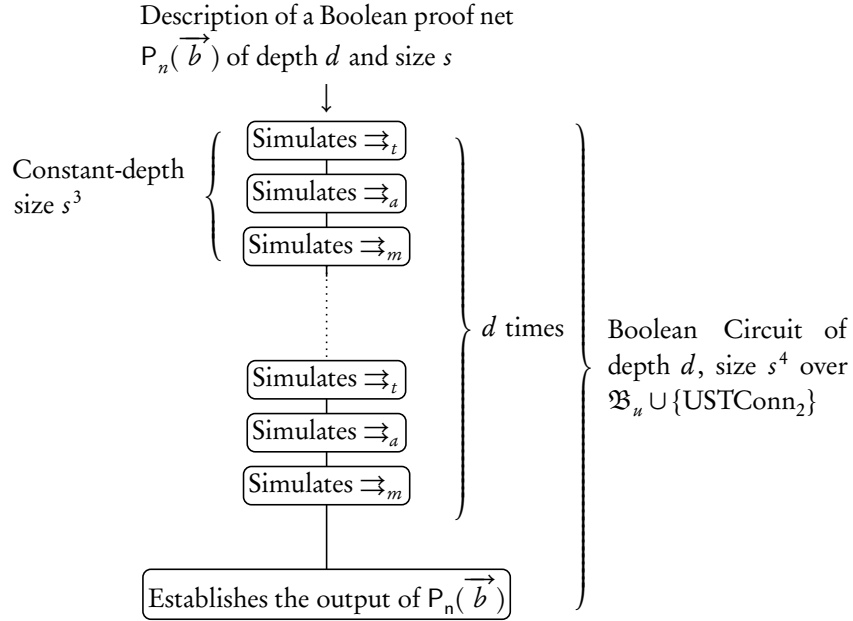 Description of a Boolean proof net
P_n(\overrightarrow{b}) of depth d and size s
Simulates ⇉_t
Constant-depth
size s^3
Simulates ⇉_a
Simulates ⇉_m
d times
Boolean Circuit of
depth d, size s^4 over
𝔅_u ∪ {USTConn_2}
Simulates ⇉_t
Simulates ⇉_a
Simulates ⇉_m
Establishes the output of P_n(\overrightarrow{b})